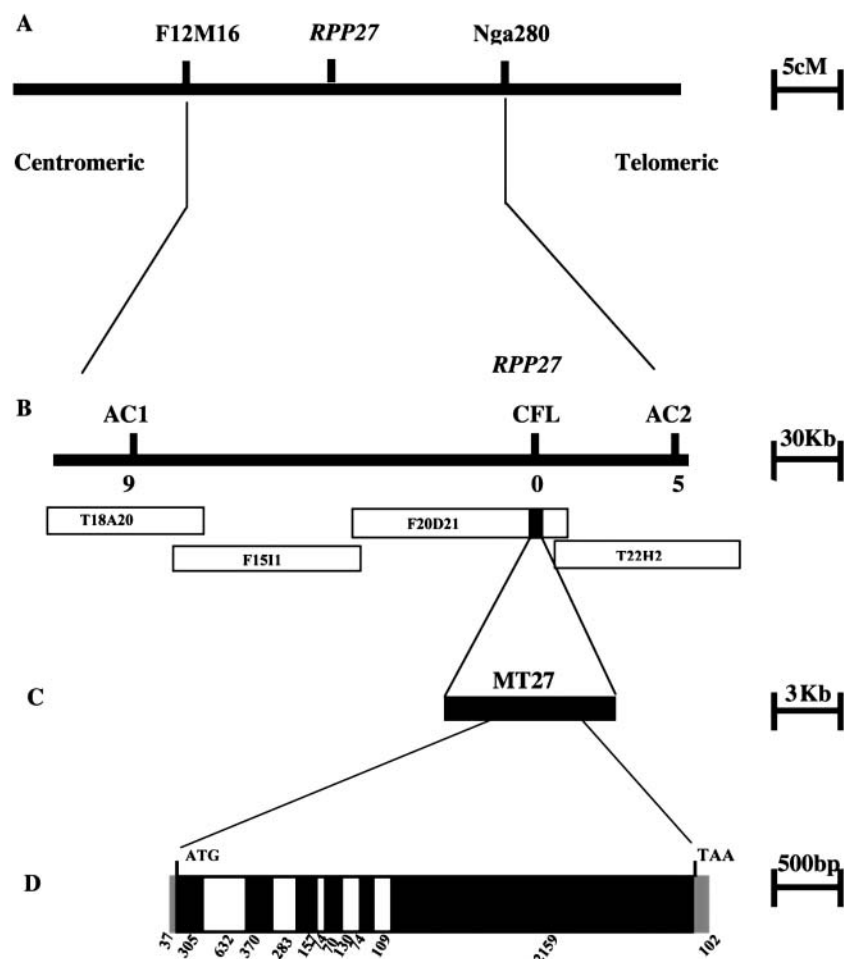 A
F12M16 RPP27 Nga280
5cM
Centromeric Telomeric
RPP27
B
AC1 CFL AC2
30Kb
9 0 5
T18A20
F20D21
F15I1
T22H2
C
MT27
3Kb
D
ATG TAA
500bp
37 305 632 370 283 157 74 70 130 74 109 2159 102